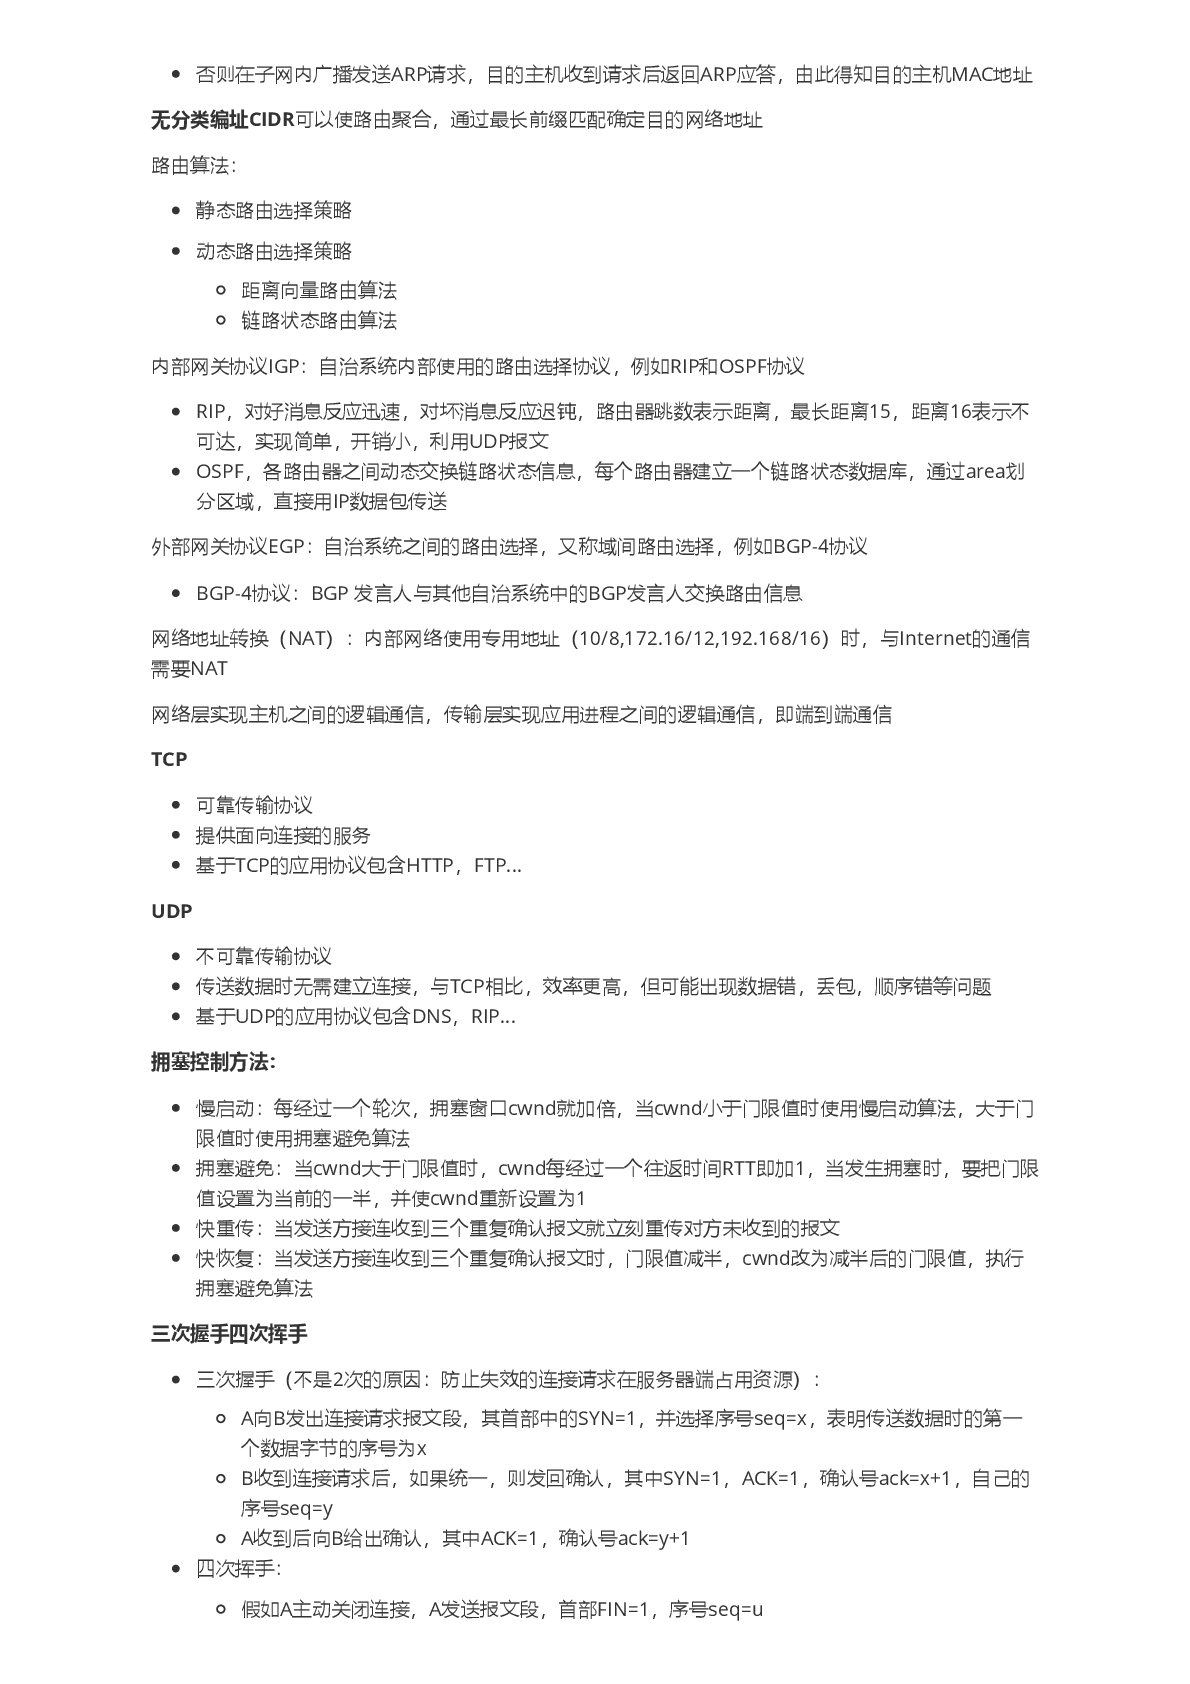 否则在子网内广播发送ARP请求，目的主机收到请求后返回ARP应答，由此得知目的主机MAC地址
无分类编址CIDR可以使路由聚合，通过最长前缀匹配确定目的网络地址
路由算法：
静态路由选择策略
动态路由选择策略
距离向量路由算法
链路状态路由算法
内部网关协议IGP：自治系统内部使用的路由选择协议，例如RIP和OSPF协议
RIP，对好消息反应迅速，对坏消息反应迟钝，路由器跳数表示距离，最长距离15，距离16表示不
可达，实现简单，开销小，利用UDP报文
OSPF，各路由器之间动态交换链路状态信息，每个路由器建立一个链路状态数据库，通过area划
分区域，直接用IP数据包传送
外部网关协议EGP：自治系统之间的路由选择，又称域间路由选择，例如BGP-4协议
BGP-4协议：BGP 发言人与其他自治系统中的BGP发言人交换路由信息
网络地址转换（NAT）：内部网络使用专用地址（10/8,172.16/12,192.168/16）时，与Internet的通信
需要NAT
网络层实现主机之间的逻辑通信，传输层实现应用进程之间的逻辑通信，即端到端通信
TCP
可靠传输协议
提供面向连接的服务
基于TCP的应用协议包含HTTP，FTP...
UDP
不可靠传输协议
传送数据时无需建立连接，与TCP相比，效率更高，但可能出现数据错，丢包，顺序错等问题
基于UDP的应用协议包含DNS，RIP...
拥塞控制方法：
慢启动：每经过一个轮次，拥塞窗口cwnd就加倍，当cwnd小于门限值时使用慢启动算法，大于门
限值时使用拥塞避免算法
拥塞避免：当cwnd大于门限值时，cwnd每经过一个往返时间RTT即加1，当发生拥塞时，要把门限
值设置为当前的一半，并使cwnd重新设置为1
快重传：当发送方接连收到三个重复确认报文就立刻重传对方未收到的报文
快恢复：当发送方接连收到三个重复确认报文时，门限值减半，cwnd改为减半后的门限值，执行
拥塞避免算法
三次握手四次挥手
三次握手（不是2次的原因：防止失效的连接请求在服务器端占用资源）：
A向B发出连接请求报文段，其首部中的SYN=1，并选择序号seq=x，表明传送数据时的第一
个数据字节的序号为x
B收到连接请求后，如果统一，则发回确认，其中SYN=1，ACK=1，确认号ack=x+1，自己的
序号seq=y
A收到后向B给出确认，其中ACK=1，确认号ack=y+1
四次挥手：
假如A主动关闭连接，A发送报文段，首部FIN=1，序号seq=u